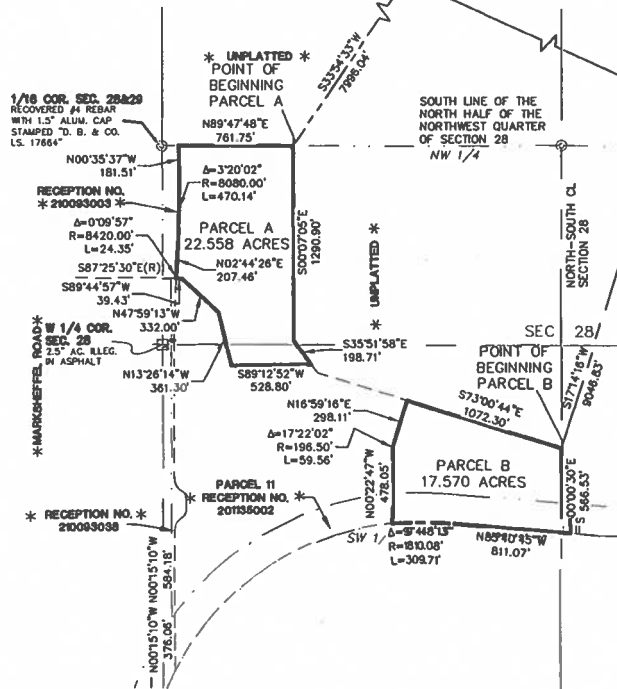 * UNPLATTED *
POINT OF
BEGINNING
PARCEL A
S33°54'33"W
7996.04'
1/16 COR. SEC. 28&29
RECOVERED #4 REBAR
WITH 1.5" ALUM. CAP
STAMPED "D. B. & CO.
LS. 17664"
N89°47'48"E
761.75'
SOUTH LINE OF THE
NORTH HALF OF THE
NORTHWEST QUARTER
OF SECTION 28
NW 1/4
N00°35'37"W
181.51'
Δ=3°20'02"
R=8080.00'
L=470.14'
RECEPTION NO.
* 210093003 *
Δ=0°09'57"
R=8420.00'
L=24.35'
PARCEL A
22.558 ACRES
S00°07'05"E
1290.90'
* UNPLATTED *
NORTH-SOUTH CL
SECTION 28
S87°25'30"E(R)
N02°44'26"E
207.46'
S89°44'57"W
39.43'
N47°59'13"W
332.00'
*MARKSHEFFEL ROAD*
W 1/4 COR.
SEC. 28
2.5" AC. ILLEG.
IN ASPHALT
SEC 28
S35°51'58"E
198.71'
POINT OF
BEGINNING
PARCEL B
S17°14'16"W
9046.83'
N13°26'14"W
361.30'
S89°12'52"W
528.80'
N16°59'16"E
298.11'
S73°00'44"E
1072.30'
Δ=17°22'02"
R=196.50'
L=59.56'
PARCEL B
17.570 ACRES
N00°22'47"W
478.05'
S 00°00'30"E
566.53'
PARCEL 11
* RECEPTION NO. *
201135002
* RECEPTION NO. *
210093038
SW 1/
R=1810.08'
L=309.71'
811.07'
N00°15'10"W
584.18'
N00°15'10"W
376.06'